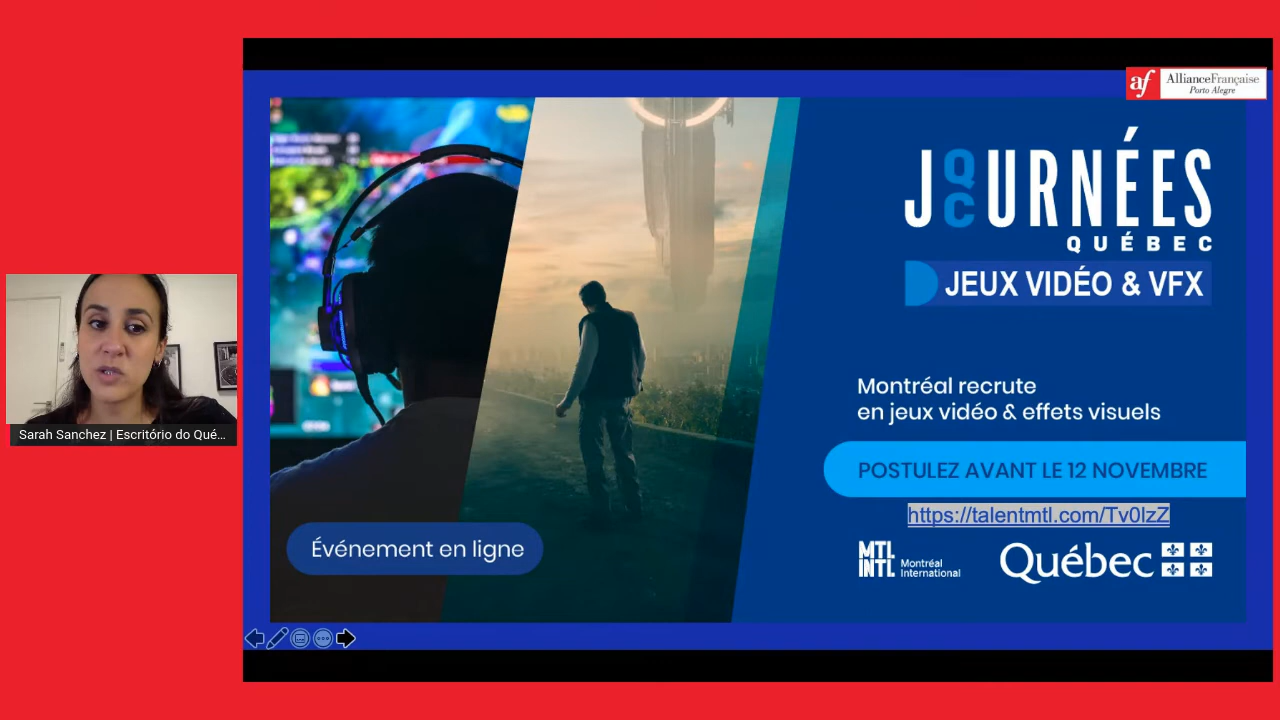 af AllianceFrançaise
Porto Alegre
JOURNÉES
QC
QUÉBEC
JEUX VIDÉO & VFX
Montréal recrute
en jeux vidéo & effets visuels
POSTULEZ AVANT LE 12 NOVEMBRE
https://talentmtl.com/Tv0lzZ
Événement en ligne
MTL
INTL
Montréal
International
Québec
Sarah Sanchez | Escritório do Qué...